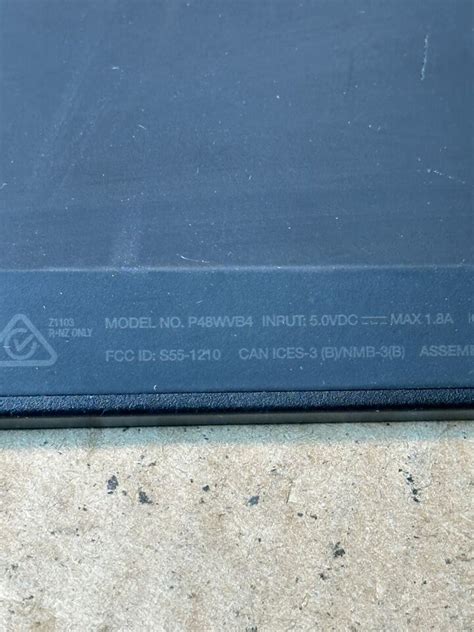 Z1103
R-NZ ONLY
MODEL NO. P48WVB4 INPUT: 5.0VDC ⎓ MAX 1.8A
FCC ID: S55-1210 CAN ICES-3 (B)/NMB-3(B) ASSEM